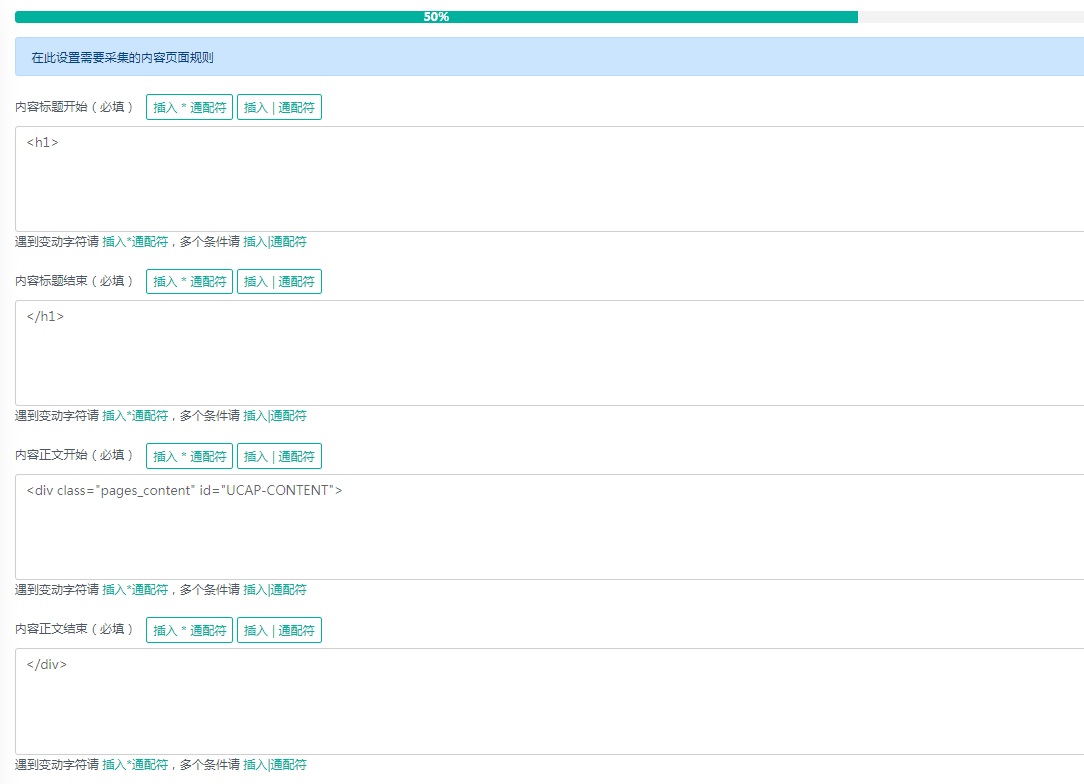 50%
在此设置需要采集的内容页面规则
内容标题开始（必填） 插入 * 通配符 插入 | 通配符
<h1>
遇到变动字符请 插入*通配符，多个条件请 插入|通配符
内容标题结束（必填） 插入 * 通配符 插入 | 通配符
</h1>
遇到变动字符请 插入*通配符，多个条件请 插入|通配符
内容正文开始（必填） 插入 * 通配符 插入 | 通配符
<div class="pages_content" id="UCAP-CONTENT">
遇到变动字符请 插入*通配符，多个条件请 插入|通配符
内容正文结束（必填） 插入 * 通配符 插入 | 通配符
</div>
遇到变动字符请 插入*通配符，多个条件请 插入|通配符